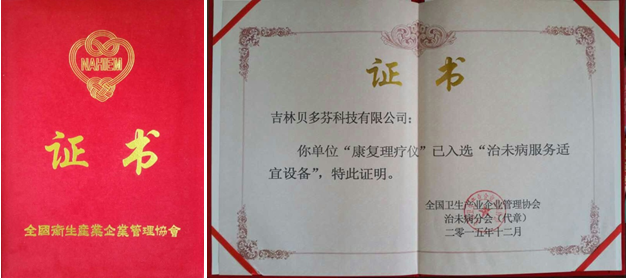 NAHIEM
证书
全國衛生産業企業管理協會
证书
吉林贝多芬科技有限公司：
你单位“康复理疗仪”已入选“治未病服务适
宜设备”，特此证明。
全国卫生产业企业管理协会
治未病分会（代章）
二零一五年十二月